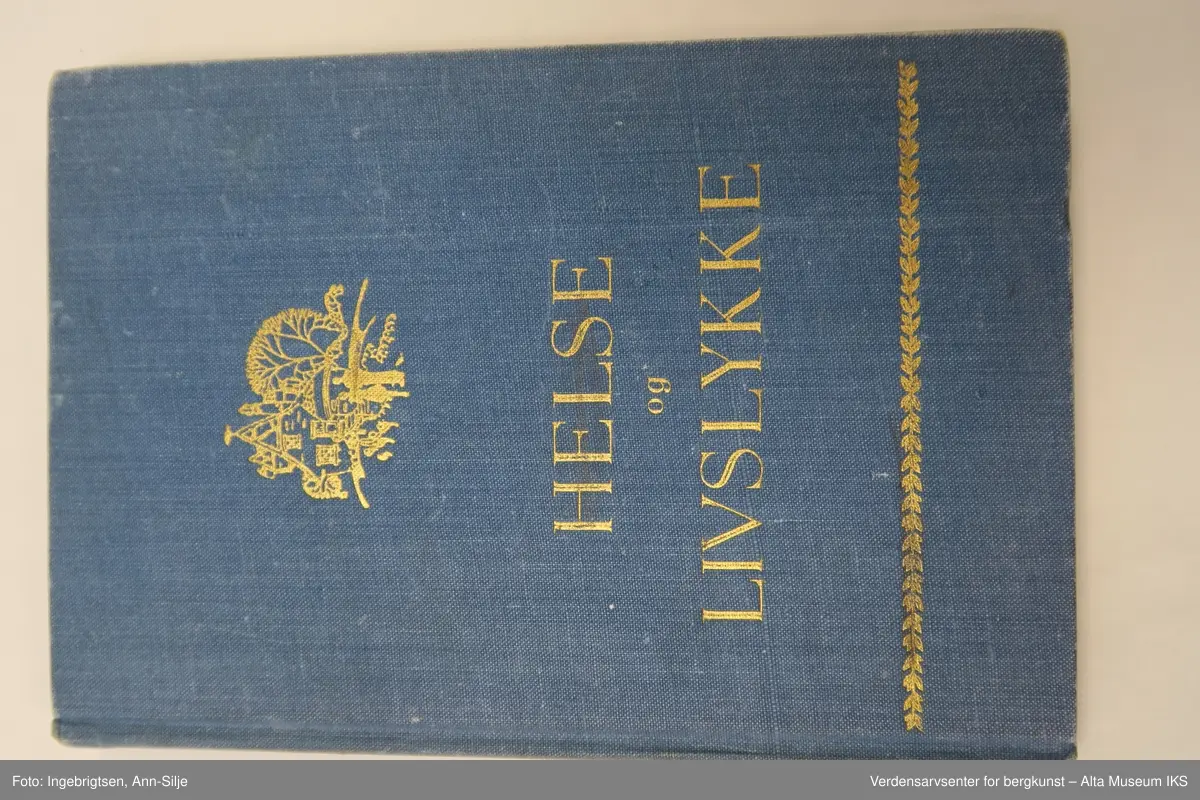 HELSE
og
LIVSLYKKE
Foto: Ingebrigtsen, Ann-Silje
Verdensarvsenter for bergkunst – Alta Museum IKS